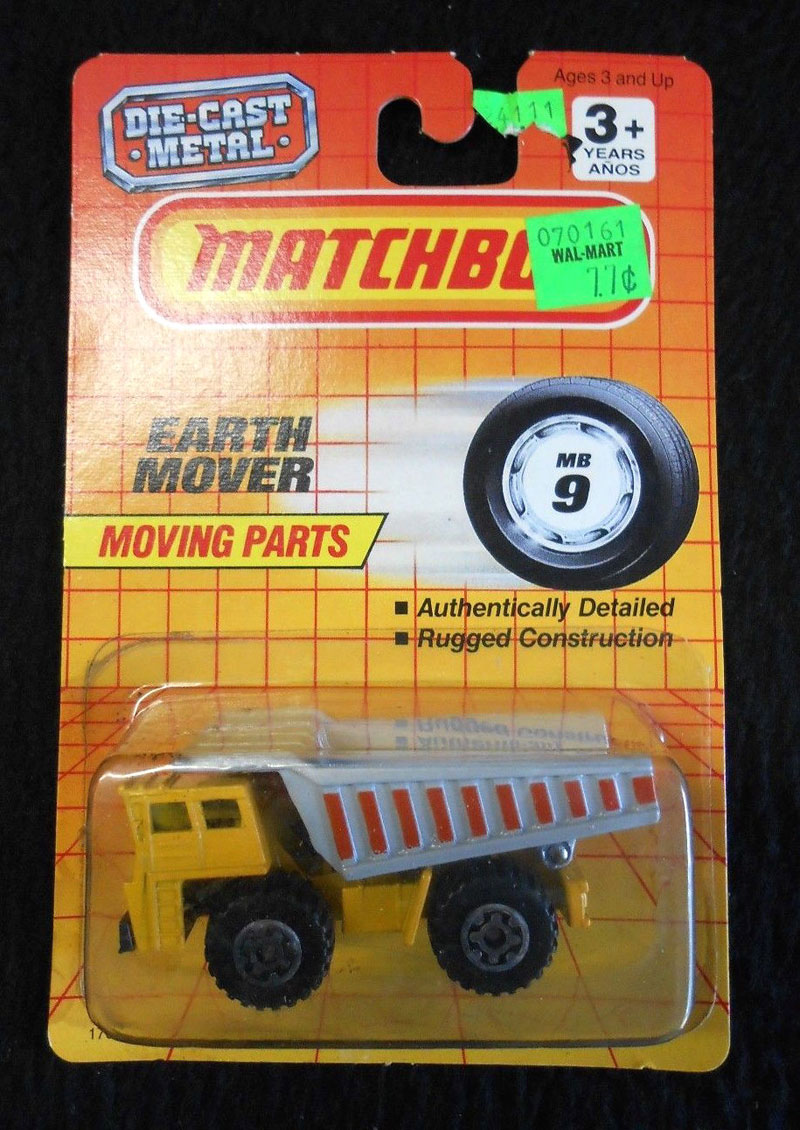 Ages 3 and Up
DIE-CAST
METAL
4111
3+
YEARS
AÑOS
MATCHBO
070161
WAL-MART
77¢
EARTH
MOVER
MB
9
MOVING PARTS
Authentically Detailed
Rugged Construction